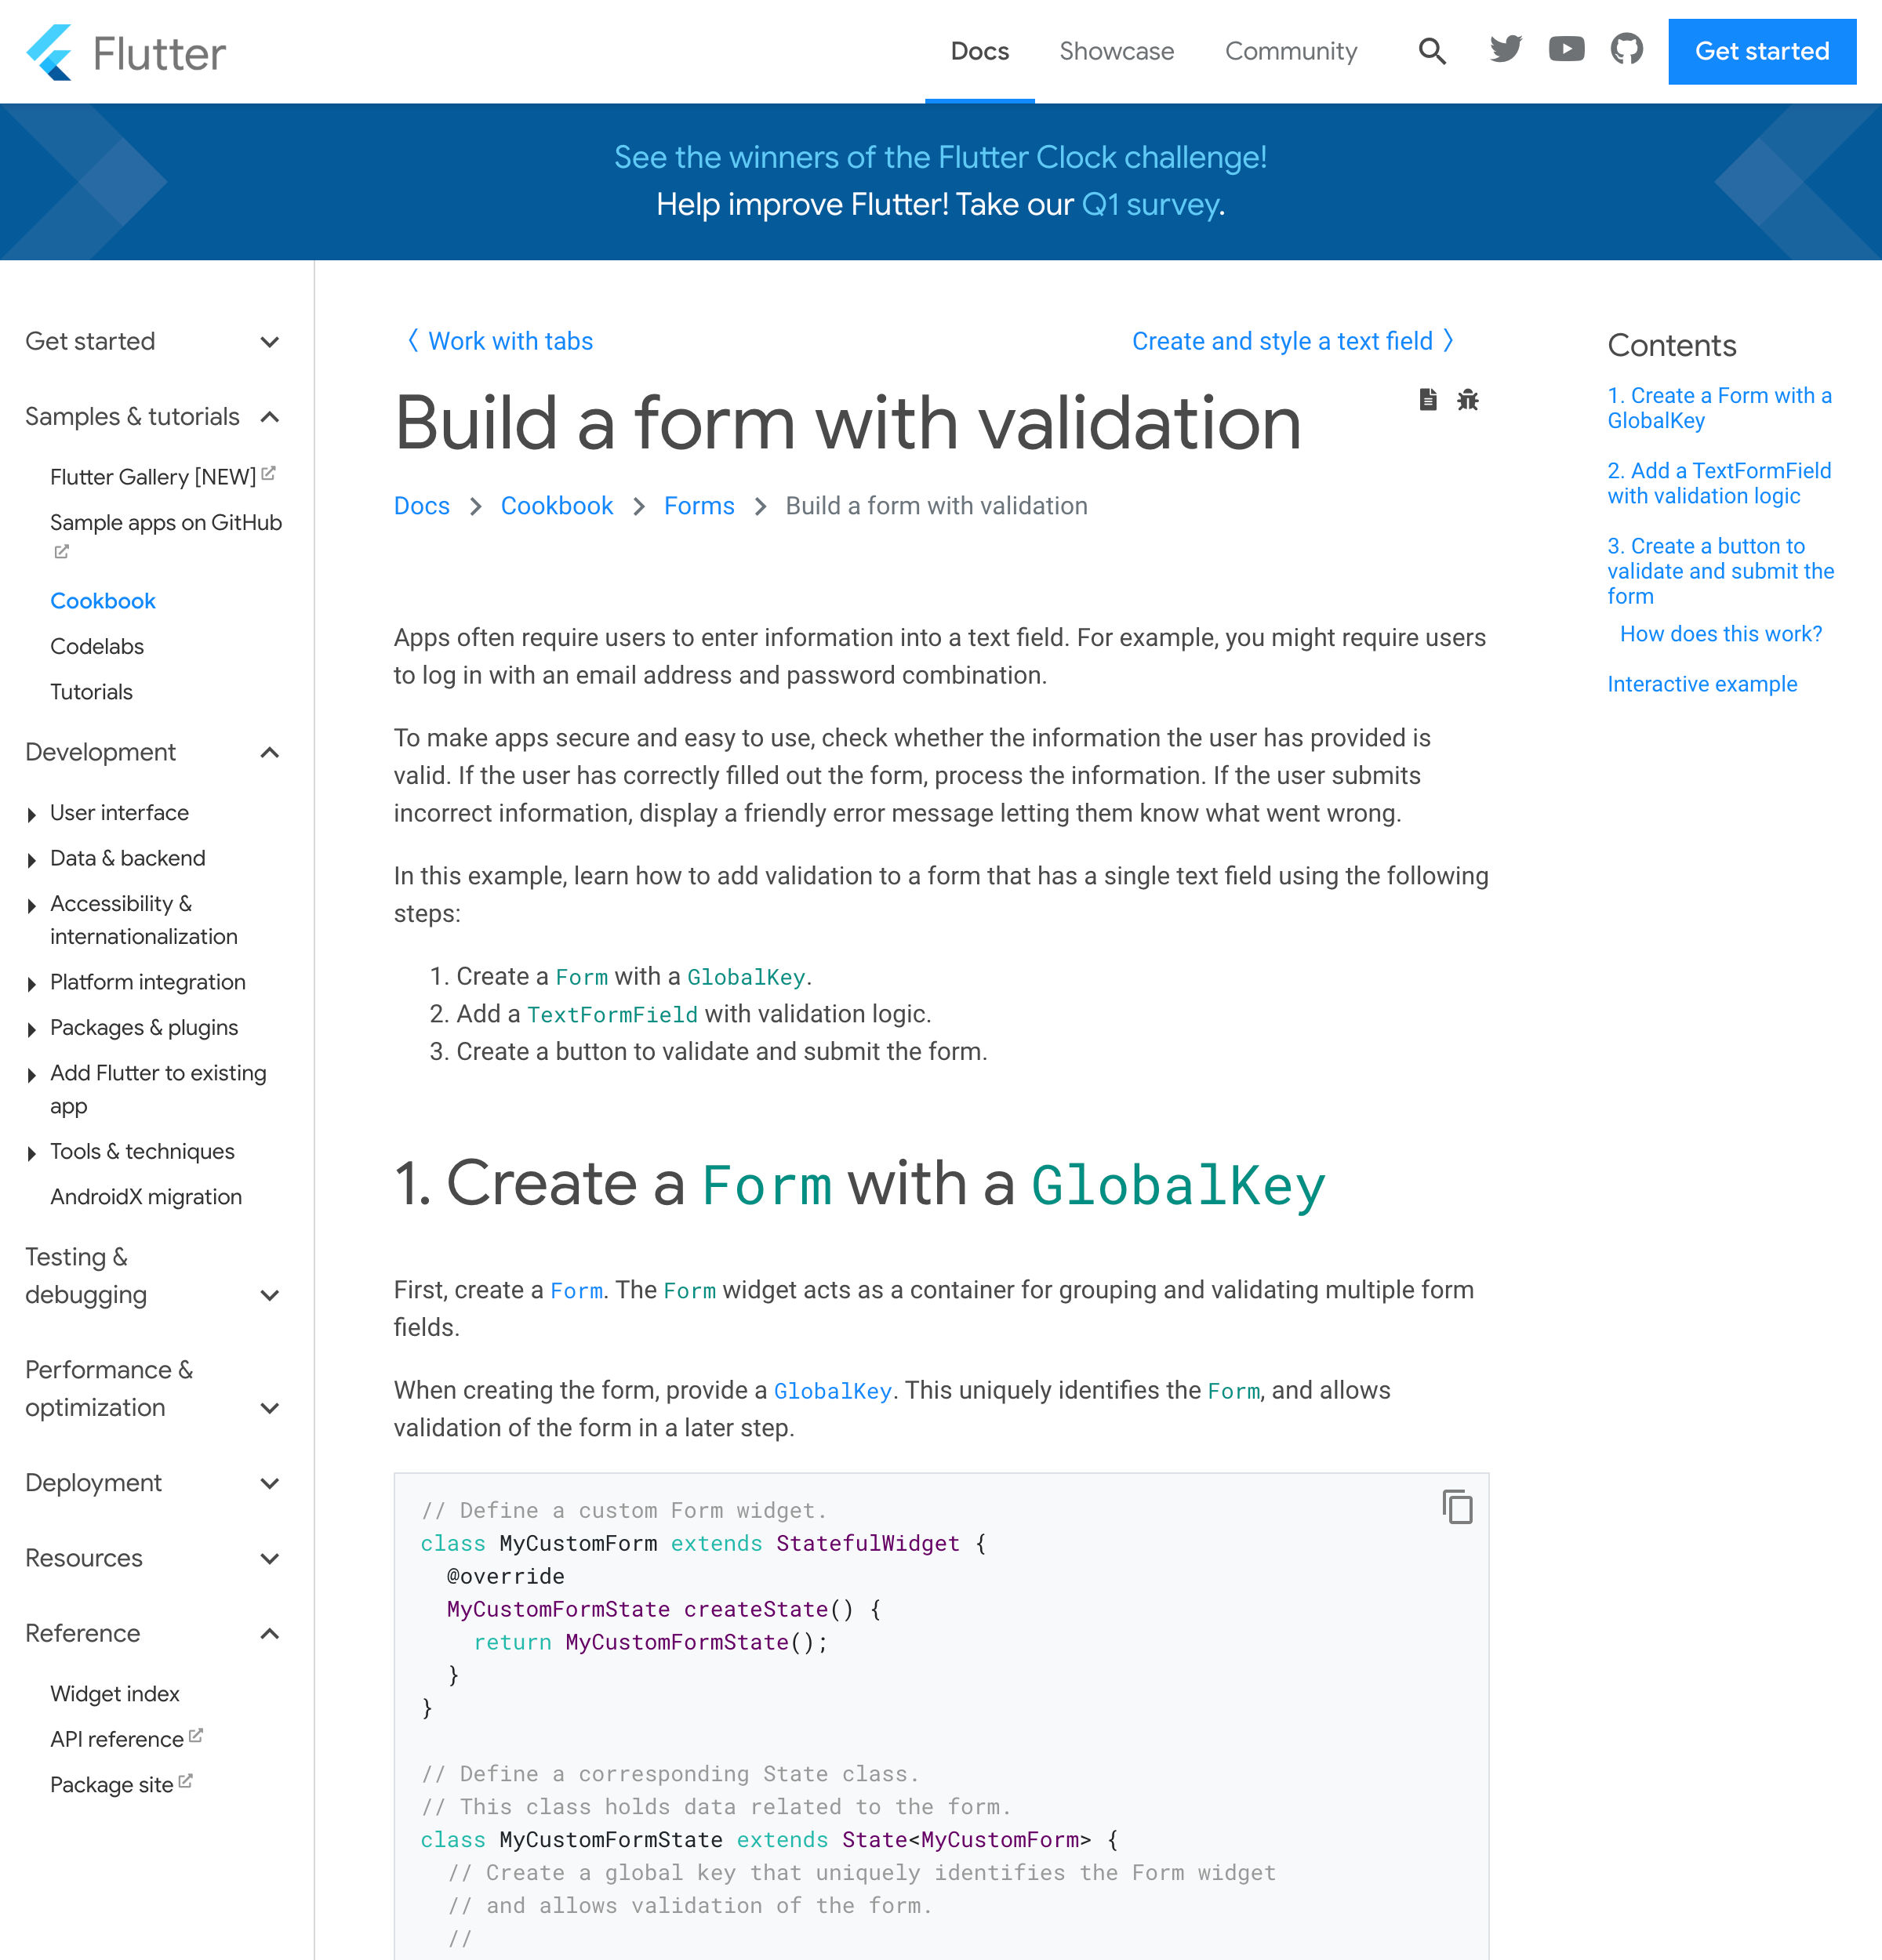 Flutter
Docs
Showcase
Community
Get started
See the winners of the Flutter Clock challenge!
Help improve Flutter! Take our Q1 survey.
Get started
Samples & tutorials
Flutter Gallery [NEW]
Sample apps on GitHub
Cookbook
Codelabs
Tutorials
Development
User interface
Data & backend
Accessibility &
internationalization
Platform integration
Packages & plugins
Add Flutter to existing
app
Tools & techniques
AndroidX migration
Testing &
debugging
Performance &
optimization
Deployment
Resources
Reference
Widget index
API reference
Package site
Work with tabs
Create and style a text field
Build a form with validation
Docs
Cookbook
Forms
Build a form with validation
Apps often require users to enter information into a text field. For example, you might require users
to log in with an email address and password combination.
To make apps secure and easy to use, check whether the information the user has provided is
valid. If the user has correctly filled out the form, process the information. If the user submits
incorrect information, display a friendly error message letting them know what went wrong.
In this example, learn how to add validation to a form that has a single text field using the following
steps:
1. Create a Form with a GlobalKey.
2. Add a TextFormField with validation logic.
3. Create a button to validate and submit the form.
1. Create a Form with a GlobalKey
First, create a Form. The Form widget acts as a container for grouping and validating multiple form
fields.
When creating the form, provide a GlobalKey. This uniquely identifies the Form, and allows
validation of the form in a later step.
// Define a custom Form widget.
class MyCustomForm extends StatefulWidget {
  @override
  MyCustomFormState createState() {
    return MyCustomFormState();
  }
}
// Define a corresponding State class.
// This class holds data related to the form.
class MyCustomFormState extends State<MyCustomForm> {
  // Create a global key that uniquely identifies the Form widget
  // and allows validation of the form.
  //
Contents
1. Create a Form with a
GlobalKey
2. Add a TextFormField
with validation logic
3. Create a button to
validate and submit the
form
How does this work?
Interactive example